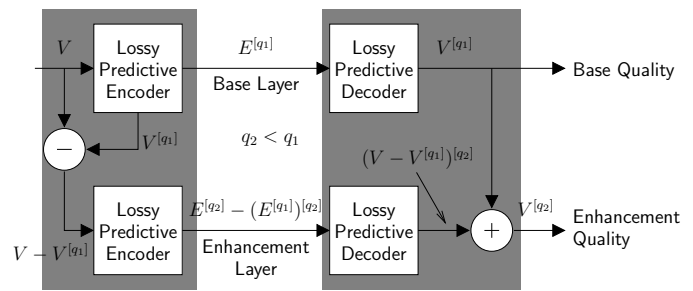 V
Lossy
Predictive
Encoder
E^{[q_1]}
Base Layer
Lossy
Predictive
Decoder
V^{[q_1]}
Base Quality
−
V^{[q_1]}
q_2 < q_1
(V − V^{[q_1]})^{[q_2]}
V − V^{[q_1]}
Lossy
Predictive
Encoder
E^{[q_2]} − (E^{[q_1]})^{[q_2]}
Enhancement
Layer
Lossy
Predictive
Decoder
+
V^{[q_2]}
Enhancement
Quality